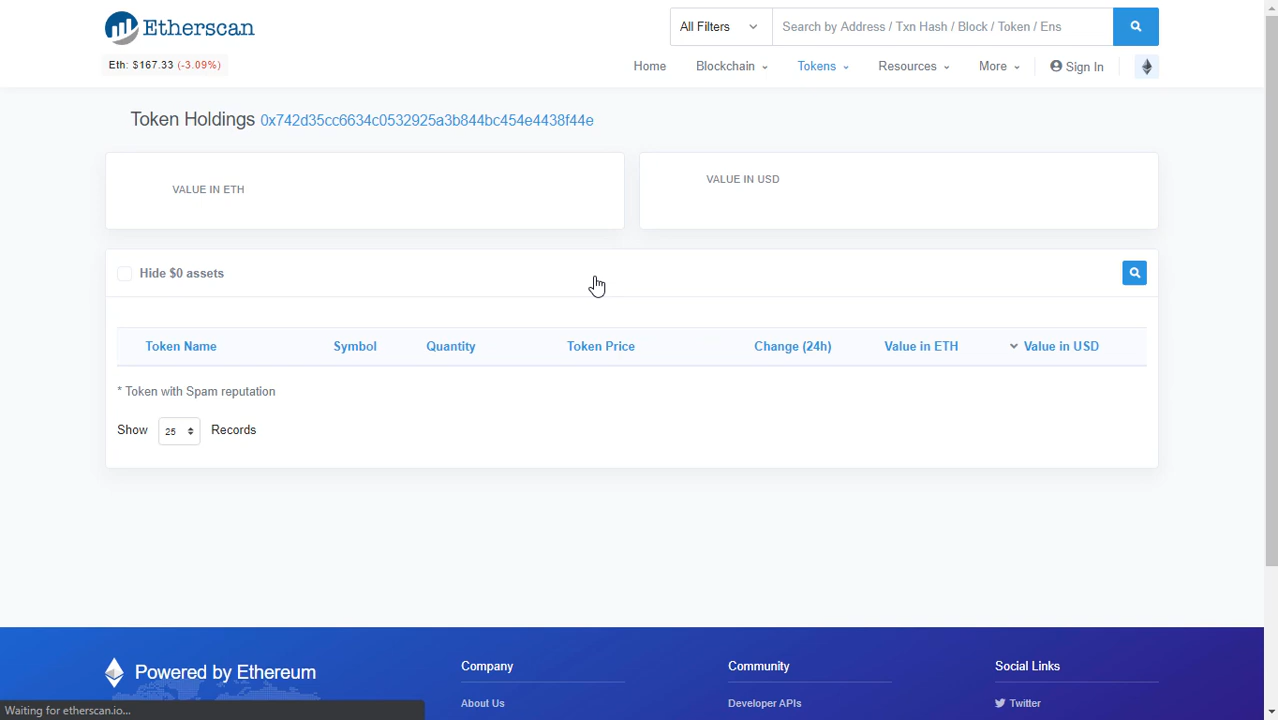 Etherscan
All Filters
Search by Address / Txn Hash / Block / Token / Ens
Eth: $167.33 (-3.09%)
Home
Blockchain
Tokens
Resources
More
Sign In
Token Holdings 0x742d35cc6634c0532925a3b844bc454e4438f44e
VALUE IN ETH
VALUE IN USD
Hide $0 assets
Token Name
Symbol
Quantity
Token Price
Change (24h)
Value in ETH
Value in USD
* Token with Spam reputation
Show 25 Records
Powered by Ethereum
Company
Community
Social Links
About Us
Developer APIs
Twitter
Waiting for etherscan.io...